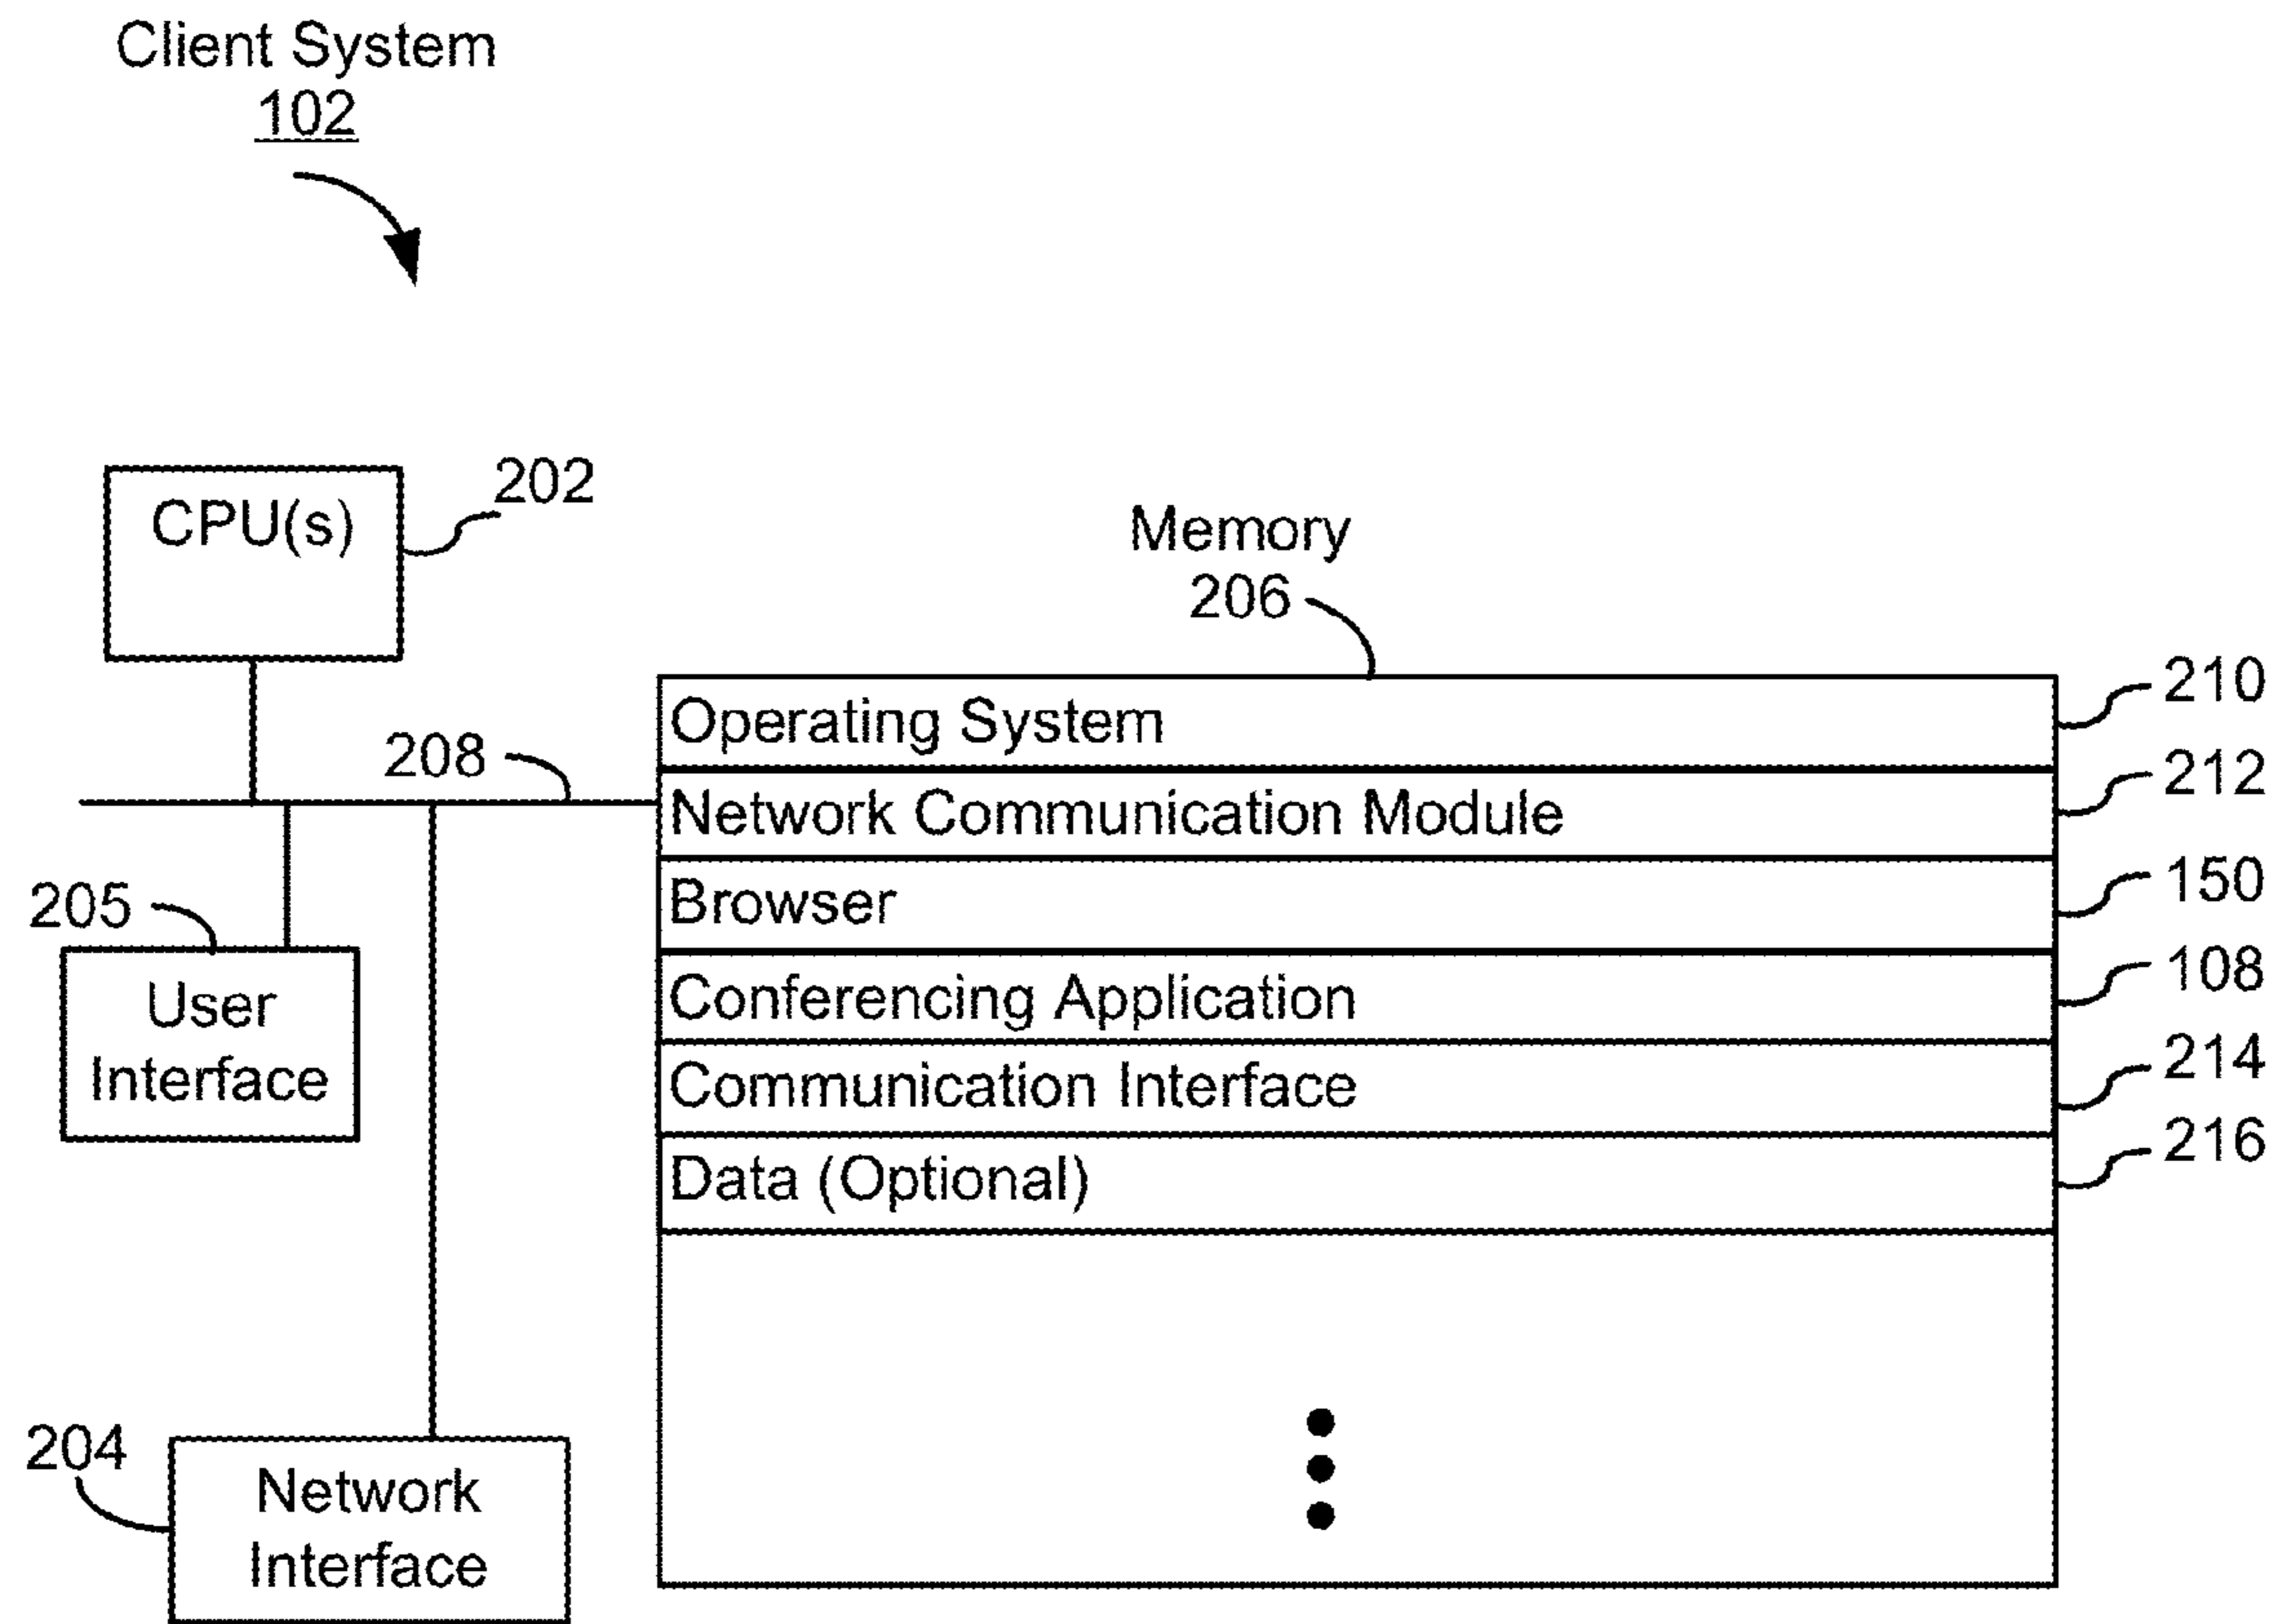 Client System
102
CPU(s)
202
Memory
206
208
Operating System
210
Network Communication Module
212
Browser
150
Conferencing Application
108
Communication Interface
214
Data (Optional)
216
205
User
Interface
204
Network
Interface